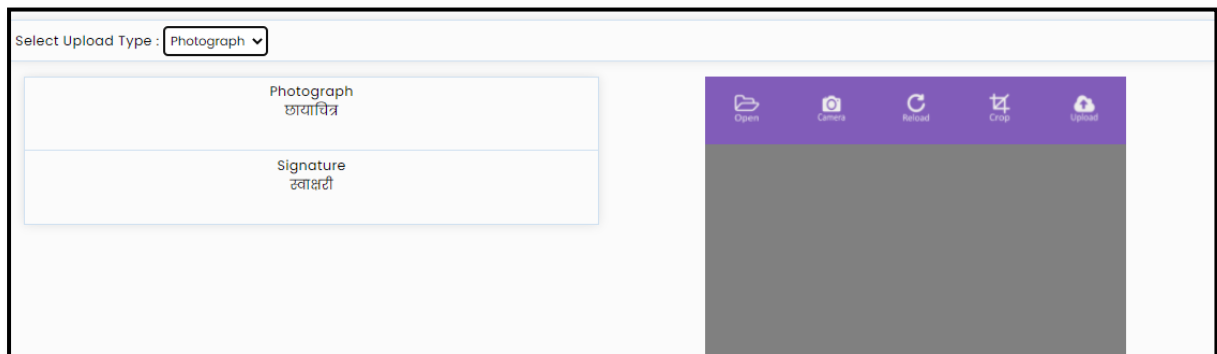 Select Upload Type : Photograph
Photograph
छायाचित्र
Signature
स्वाक्षरी
Open
Camera
Reload
Crop
Upload